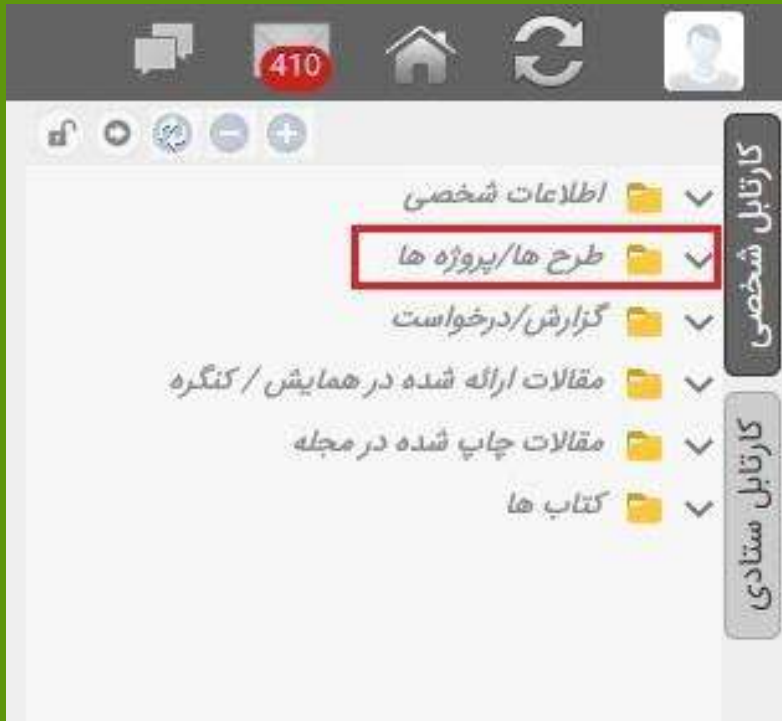 410
اطلاعات شخصی
طرح ها/پروژه ها
گزارش/درخواست
مقالات ارائه شده در همایش / کنگره
مقالات چاپ شده در مجله
کتاب ها
کارتابل شخصی
کارتابل ستادی